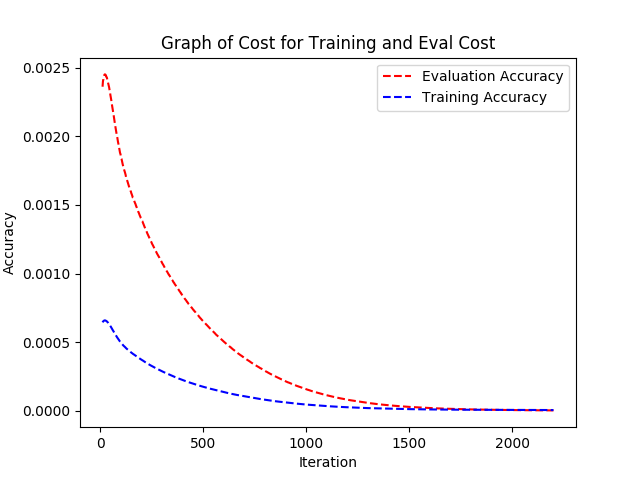 Graph of Cost for Training and Eval Cost
Evaluation Accuracy
Training Accuracy
Accuracy
0.0025
0.0020
0.0015
0.0010
0.0005
0.0000
0 500 1000 1500 2000
Iteration